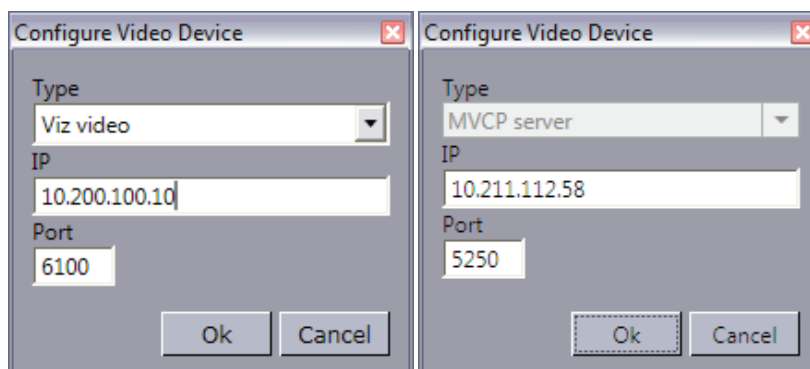 Configure Video Device
Type
Viz video
IP
10.200.100.10
Port
6100
Ok Cancel
Configure Video Device
Type
MVCP server
IP
10.211.112.58
Port
5250
Ok Cancel